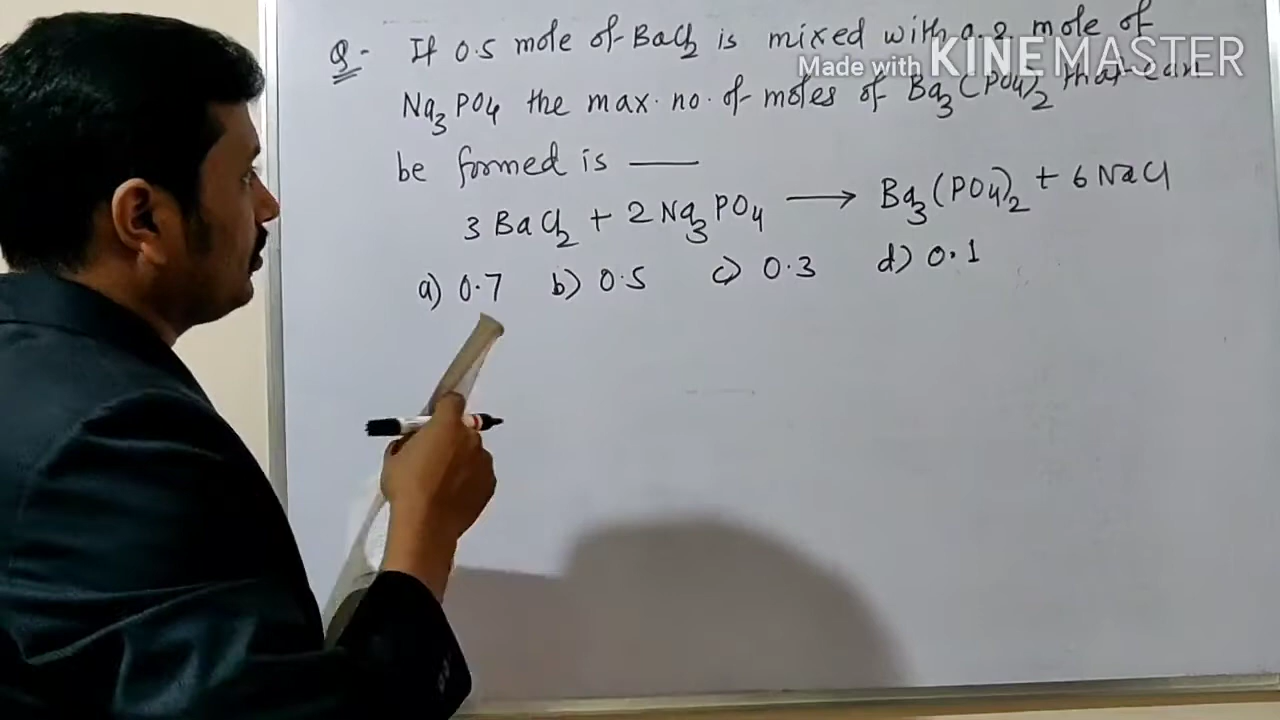 Q- If 0.5 mole of BaCl2 is mixed with 0.2 mole of
Made with KINEMASTER
Na3PO4 the max. no. of moles of Ba3(PO4)2 that can
be formed is ___
3 BaCl2 + 2 Na3PO4 ⟶ Ba3(PO4)2 + 6 NaCl
a) 0.7 b) 0.5 c) 0.3 d) 0.1